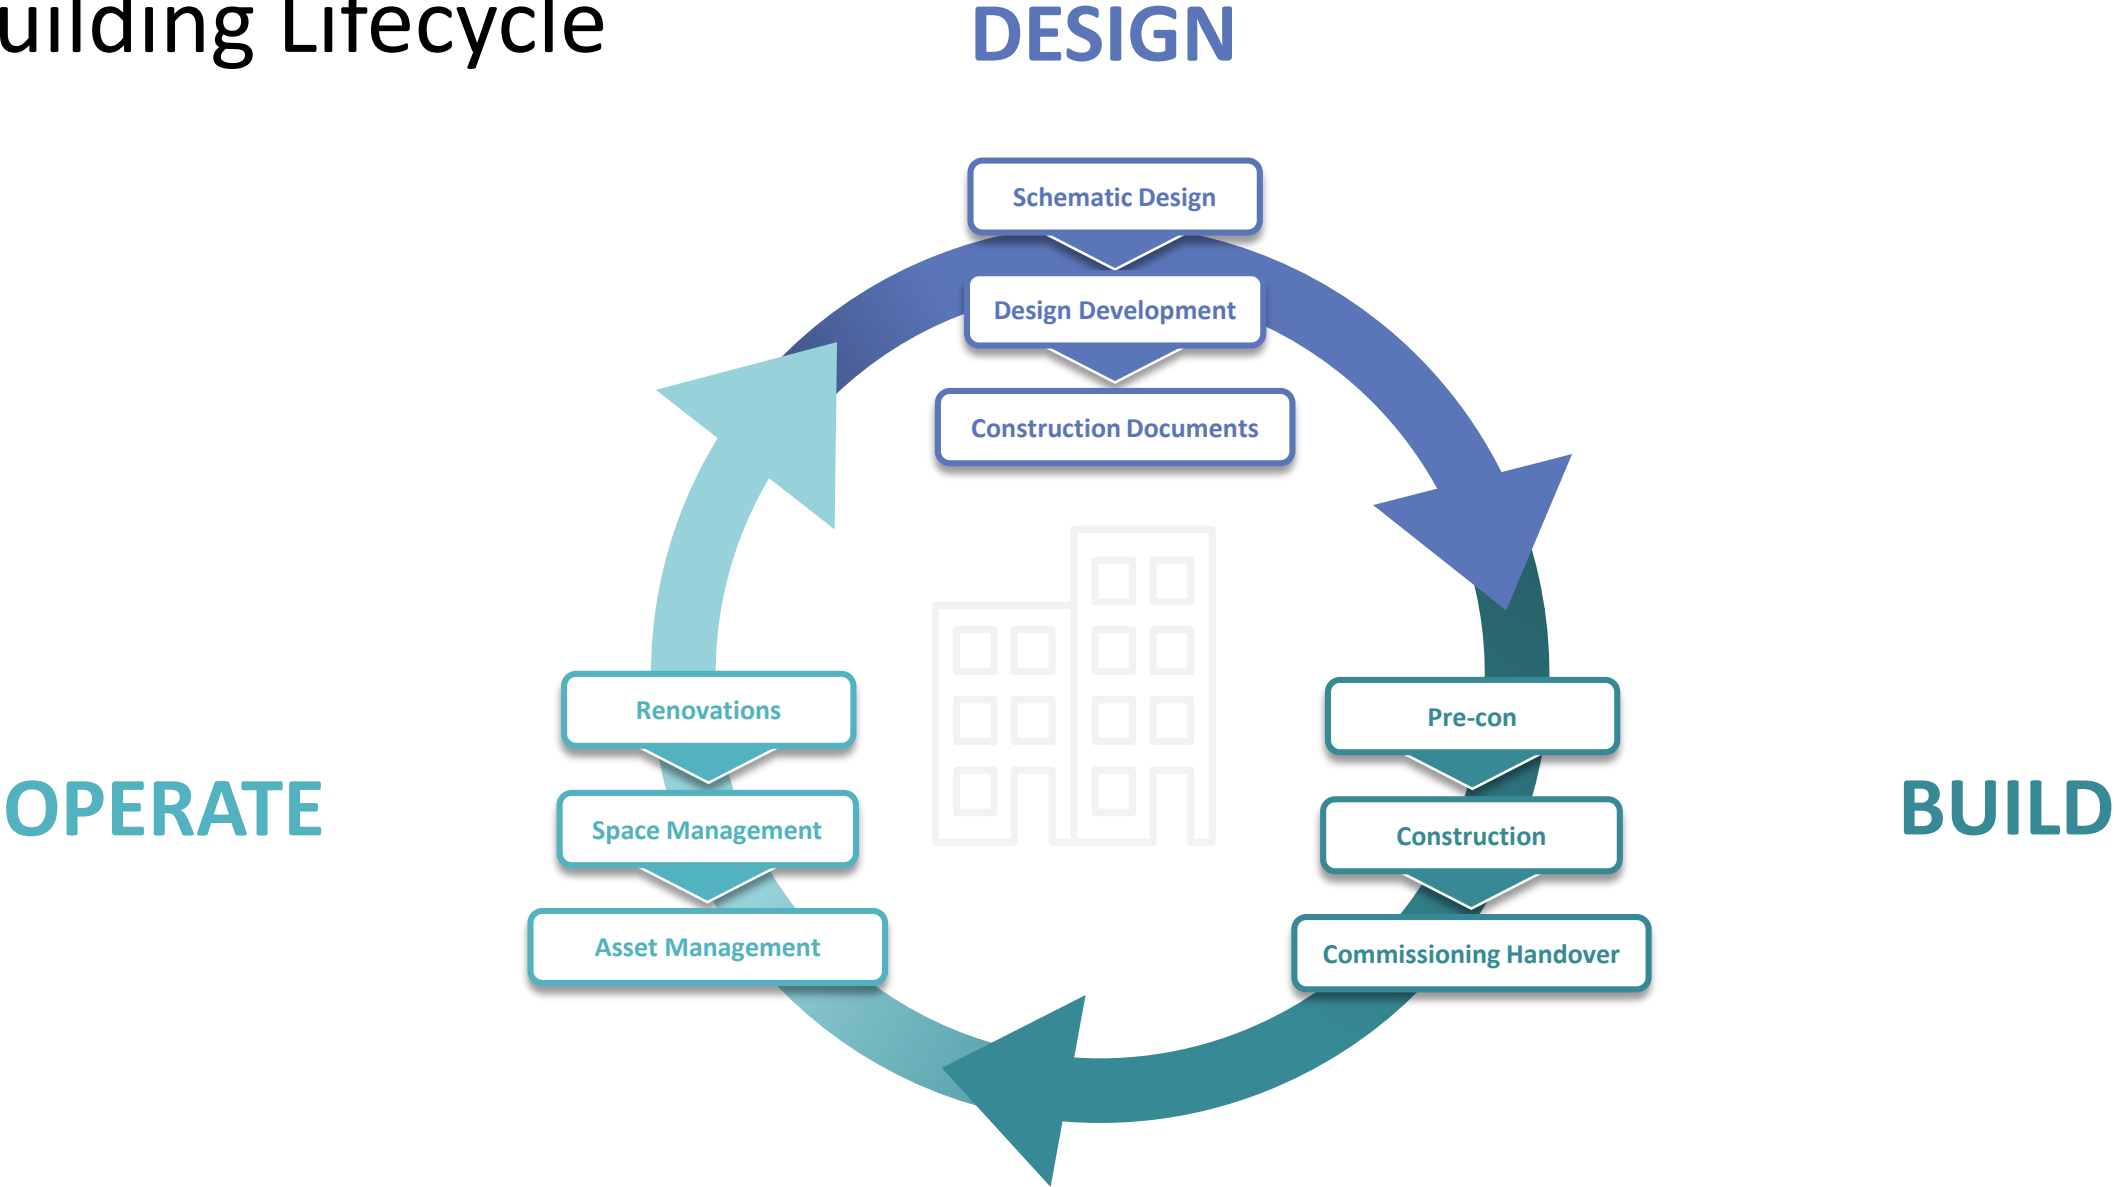 uilding Lifecycle
DESIGN
Schematic Design
Design Development
Construction Documents
Renovations
Pre-con
OPERATE
BUILD
Space Management
Construction
Asset Management
Commissioning Handover